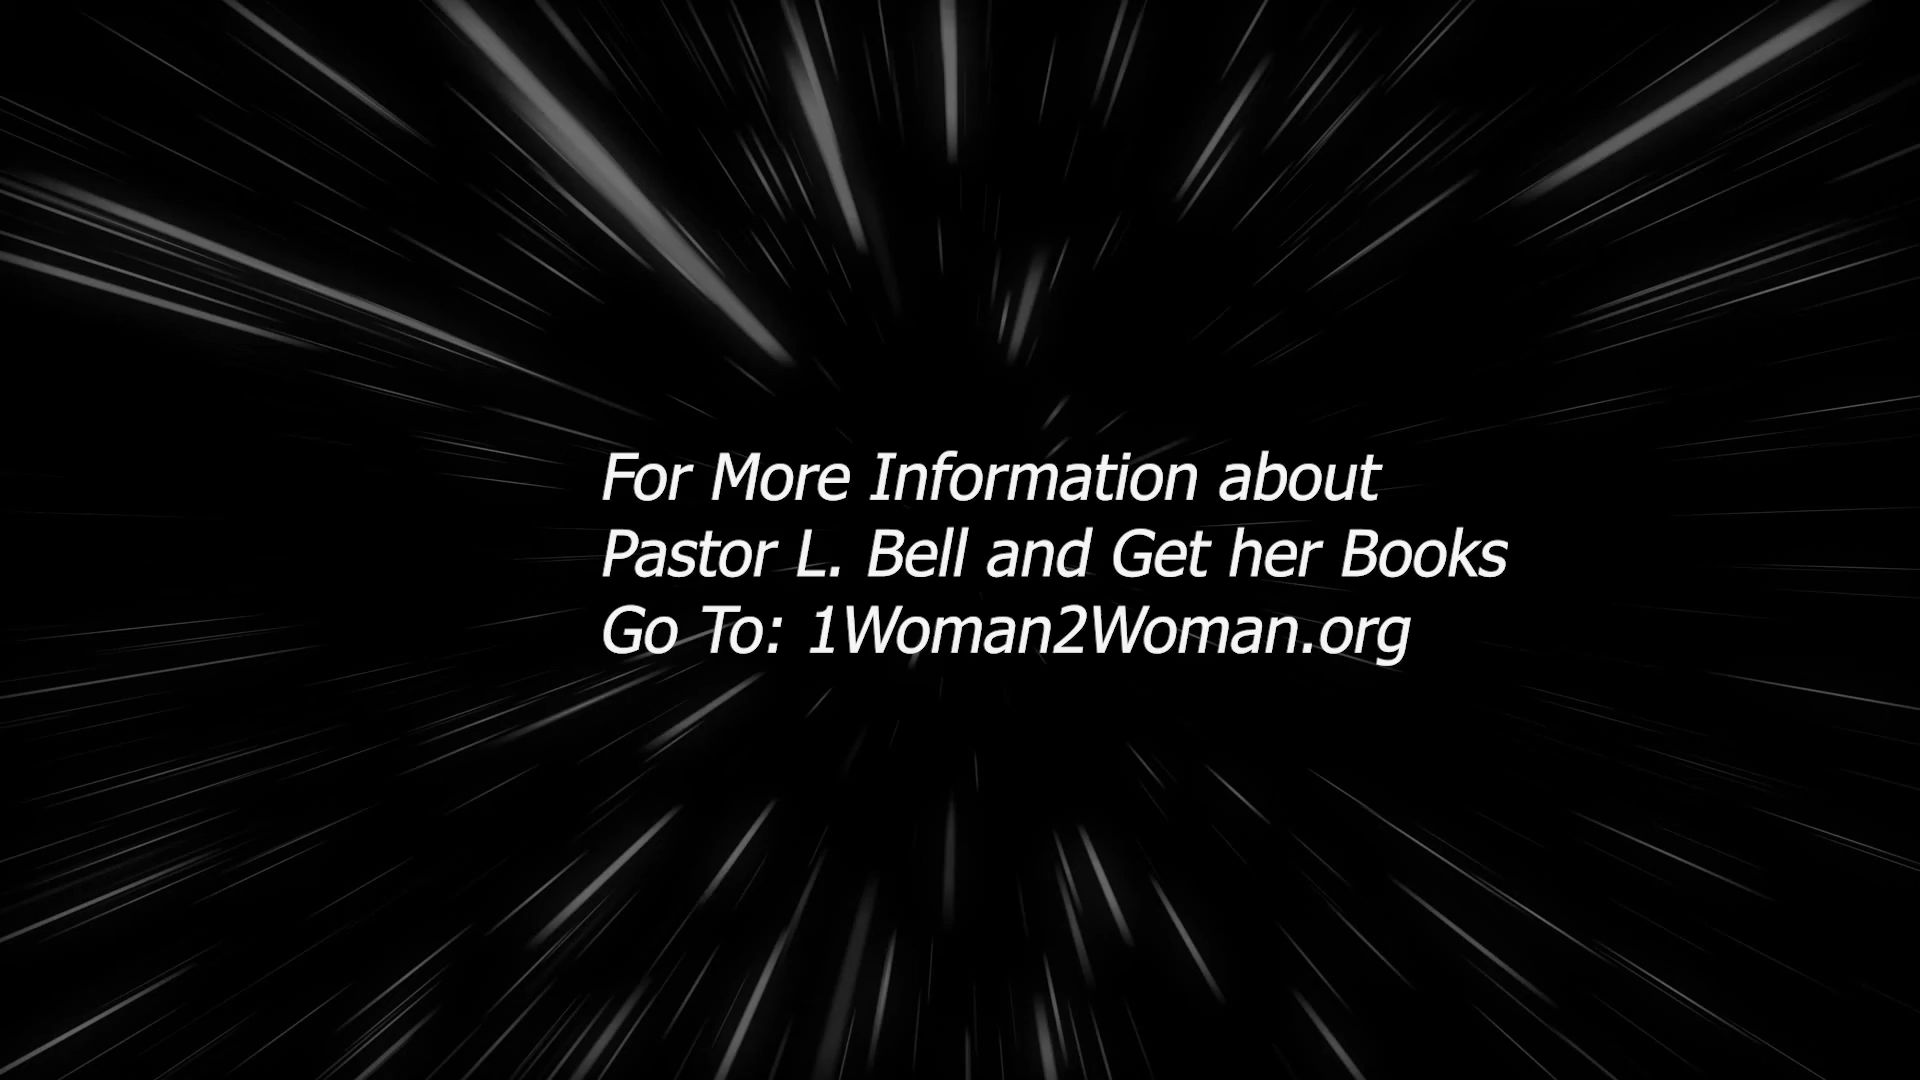 For More Information about
Pastor L. Bell and Get her Books
Go To: 1Woman2Woman.org